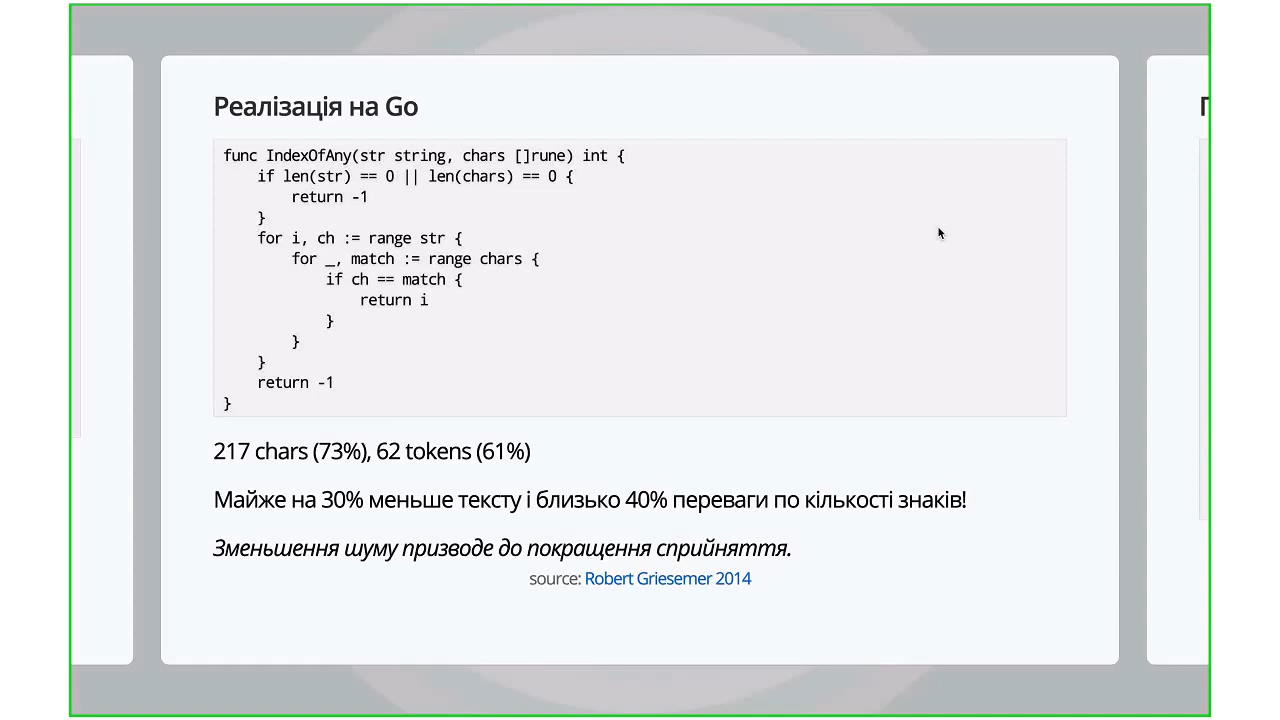 Реалізація на Go
func IndexOfAny(str string, chars []rune) int {
    if len(str) == 0 || len(chars) == 0 {
        return -1
    }
    for i, ch := range str {
        for _, match := range chars {
            if ch == match {
                return i
            }
        }
    }
    return -1
}
217 chars (73%), 62 tokens (61%)
Майже на 30% меньше тексту і близько 40% переваги по кількості знаків!
Зменьшення шуму призводе до покращення сприйняття.
source: Robert Griesemer 2014